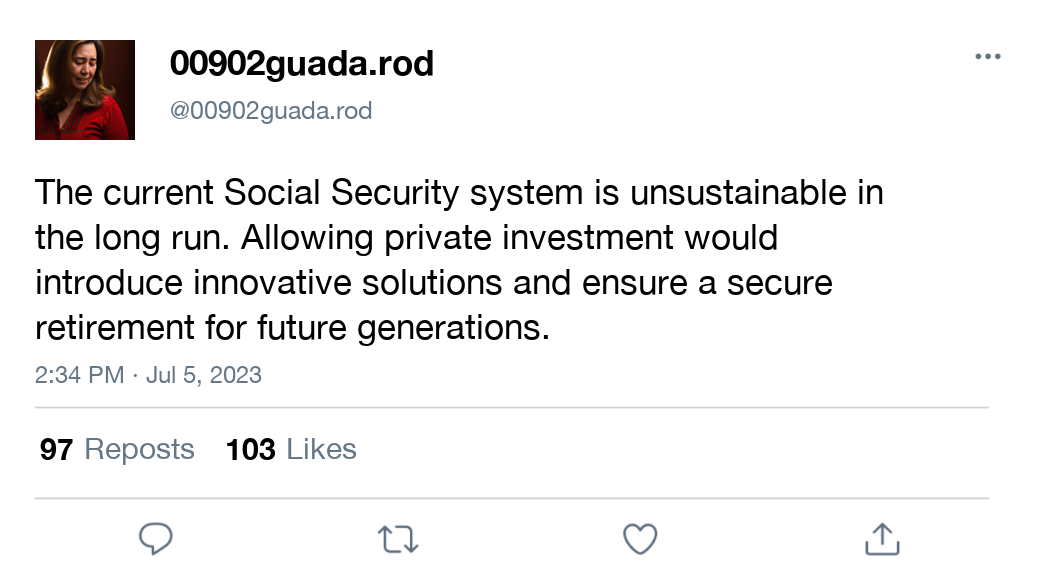 00902guada.rod
@00902guada.rod
The current Social Security system is unsustainable in
the long run. Allowing private investment would
introduce innovative solutions and ensure a secure
retirement for future generations.
2:34 PM · Jul 5, 2023
97 Reposts 103 Likes